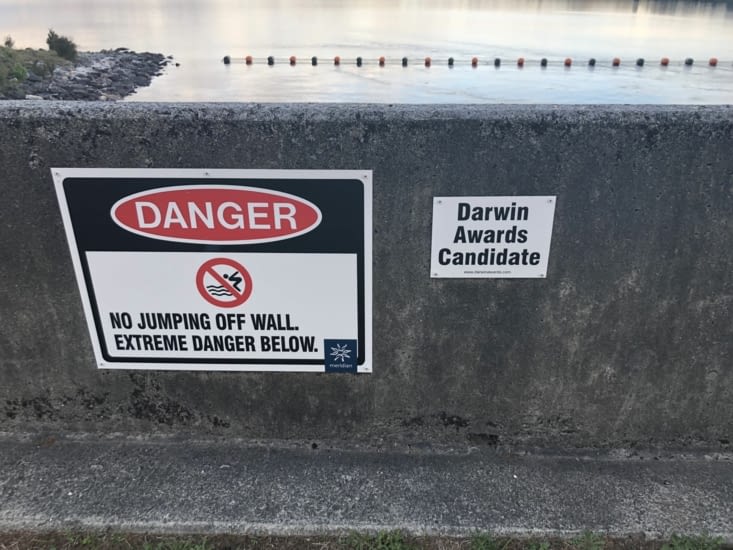 DANGER
NO JUMPING OFF WALL.
EXTREME DANGER BELOW.
meridian
Darwin
Awards
Candidate
www.darwinawards.com